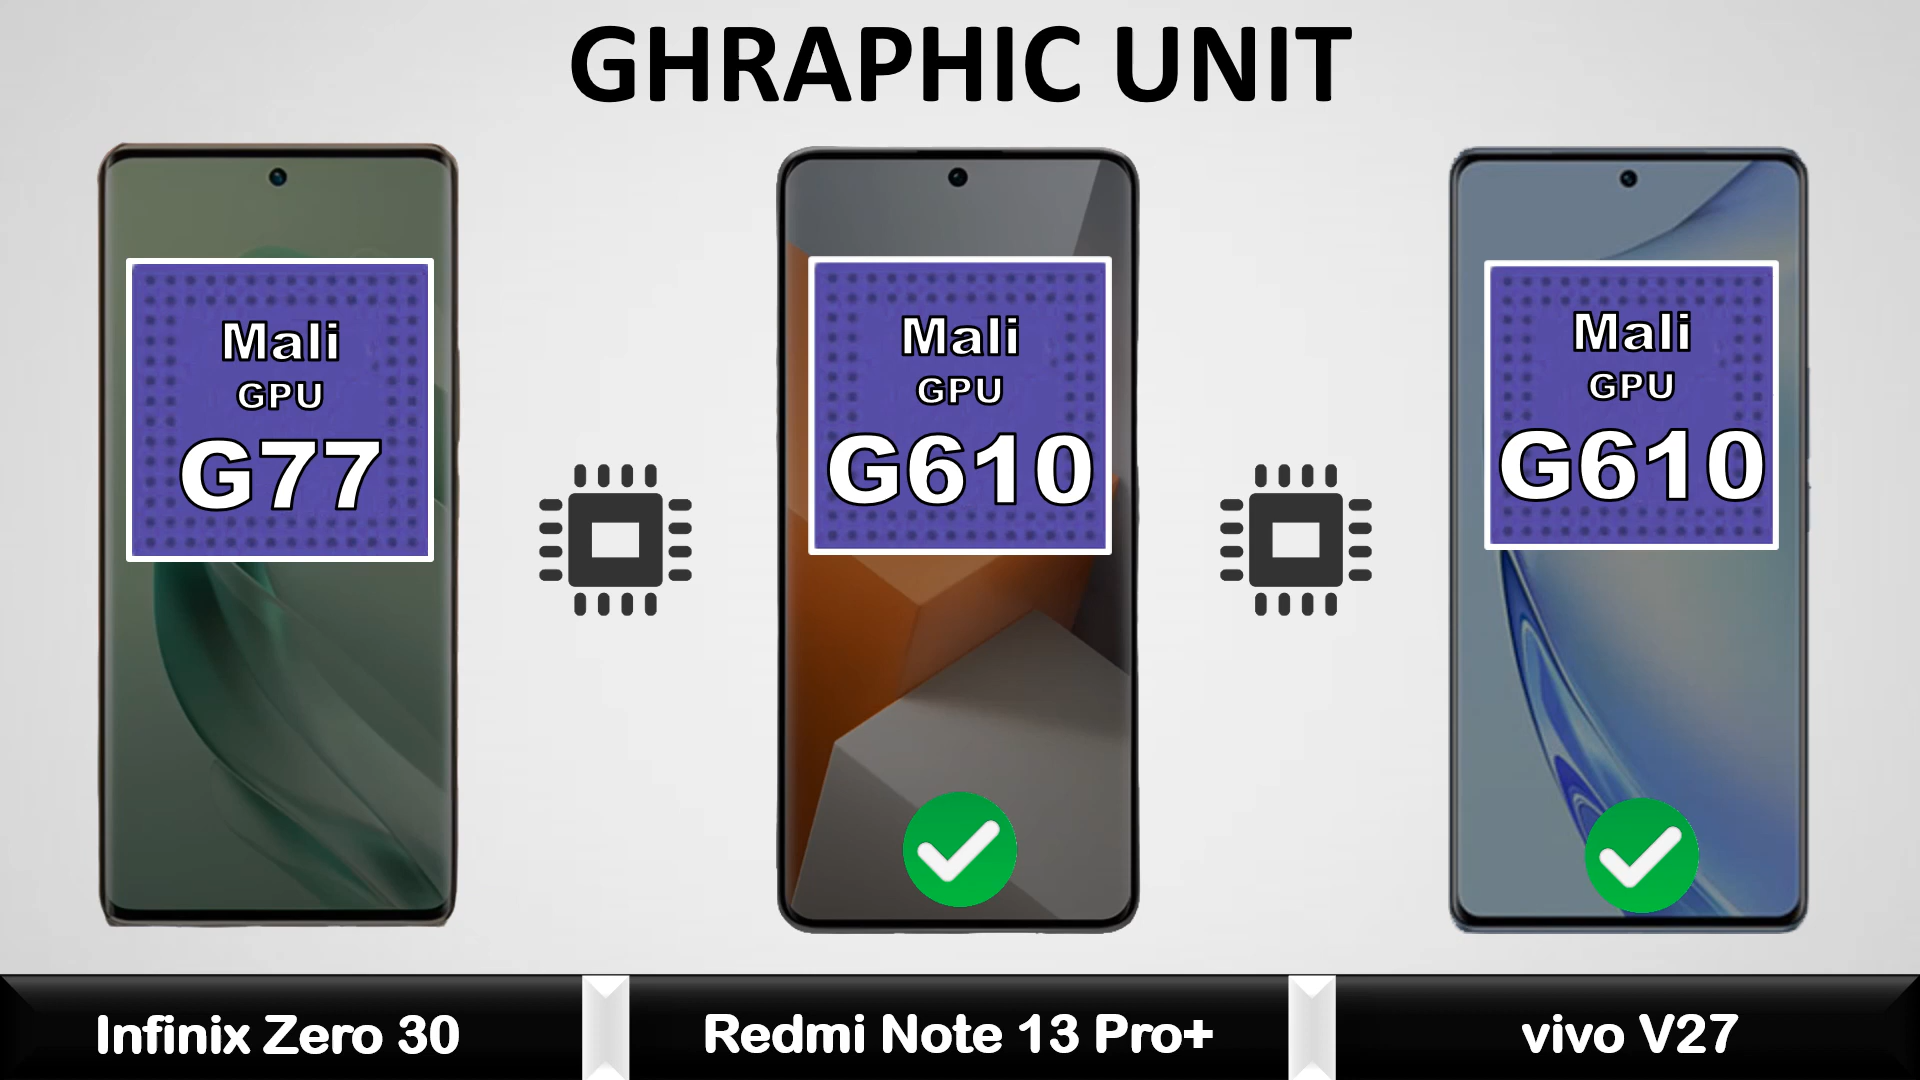 GHRAPHIC UNIT
Mali
GPU
G77
Mali
GPU
G610
Mali
GPU
G610
Infinix Zero 30
Redmi Note 13 Pro+
vivo V27